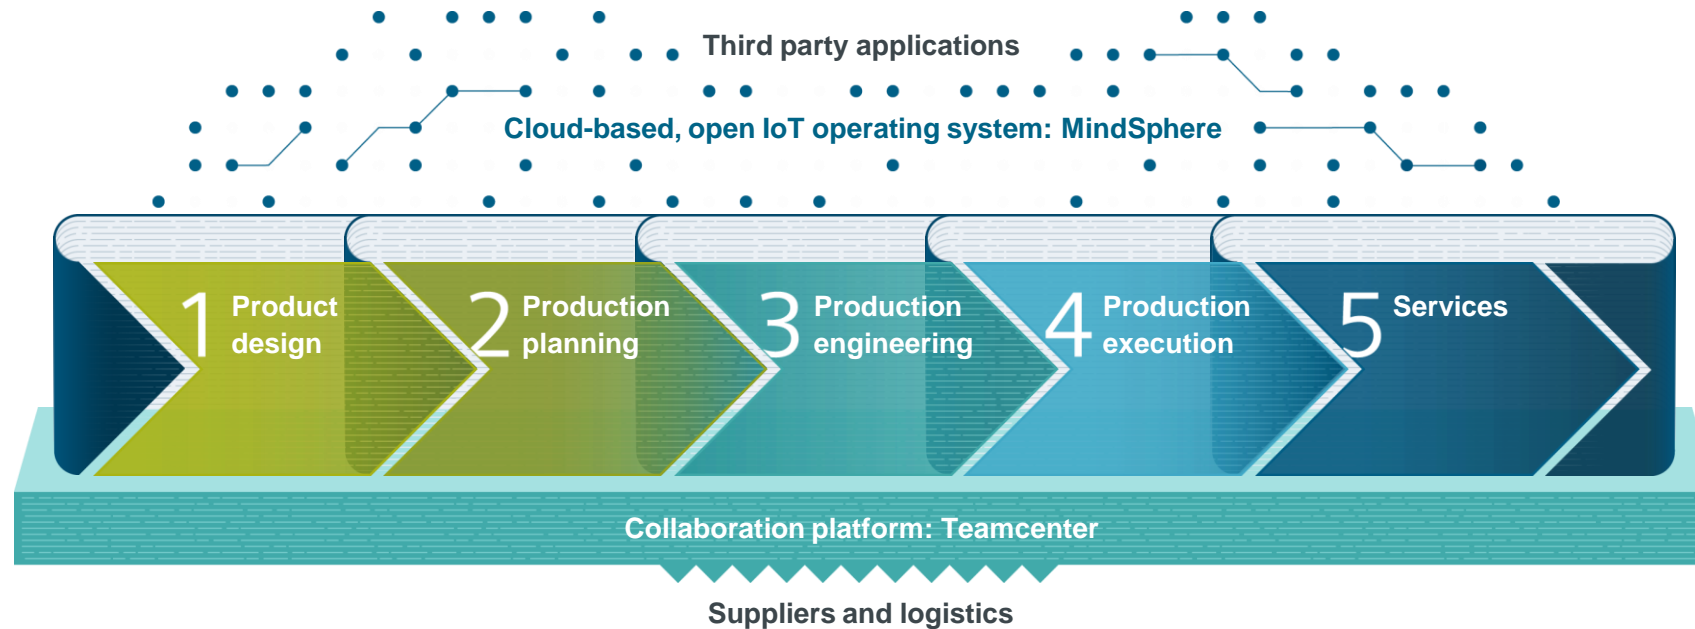 Third party applications
Cloud-based, open IoT operating system: MindSphere
1 Product
design
2 Production
planning
3 Production
engineering
4 Production
execution
5 Services
Collaboration platform: Teamcenter
Suppliers and logistics